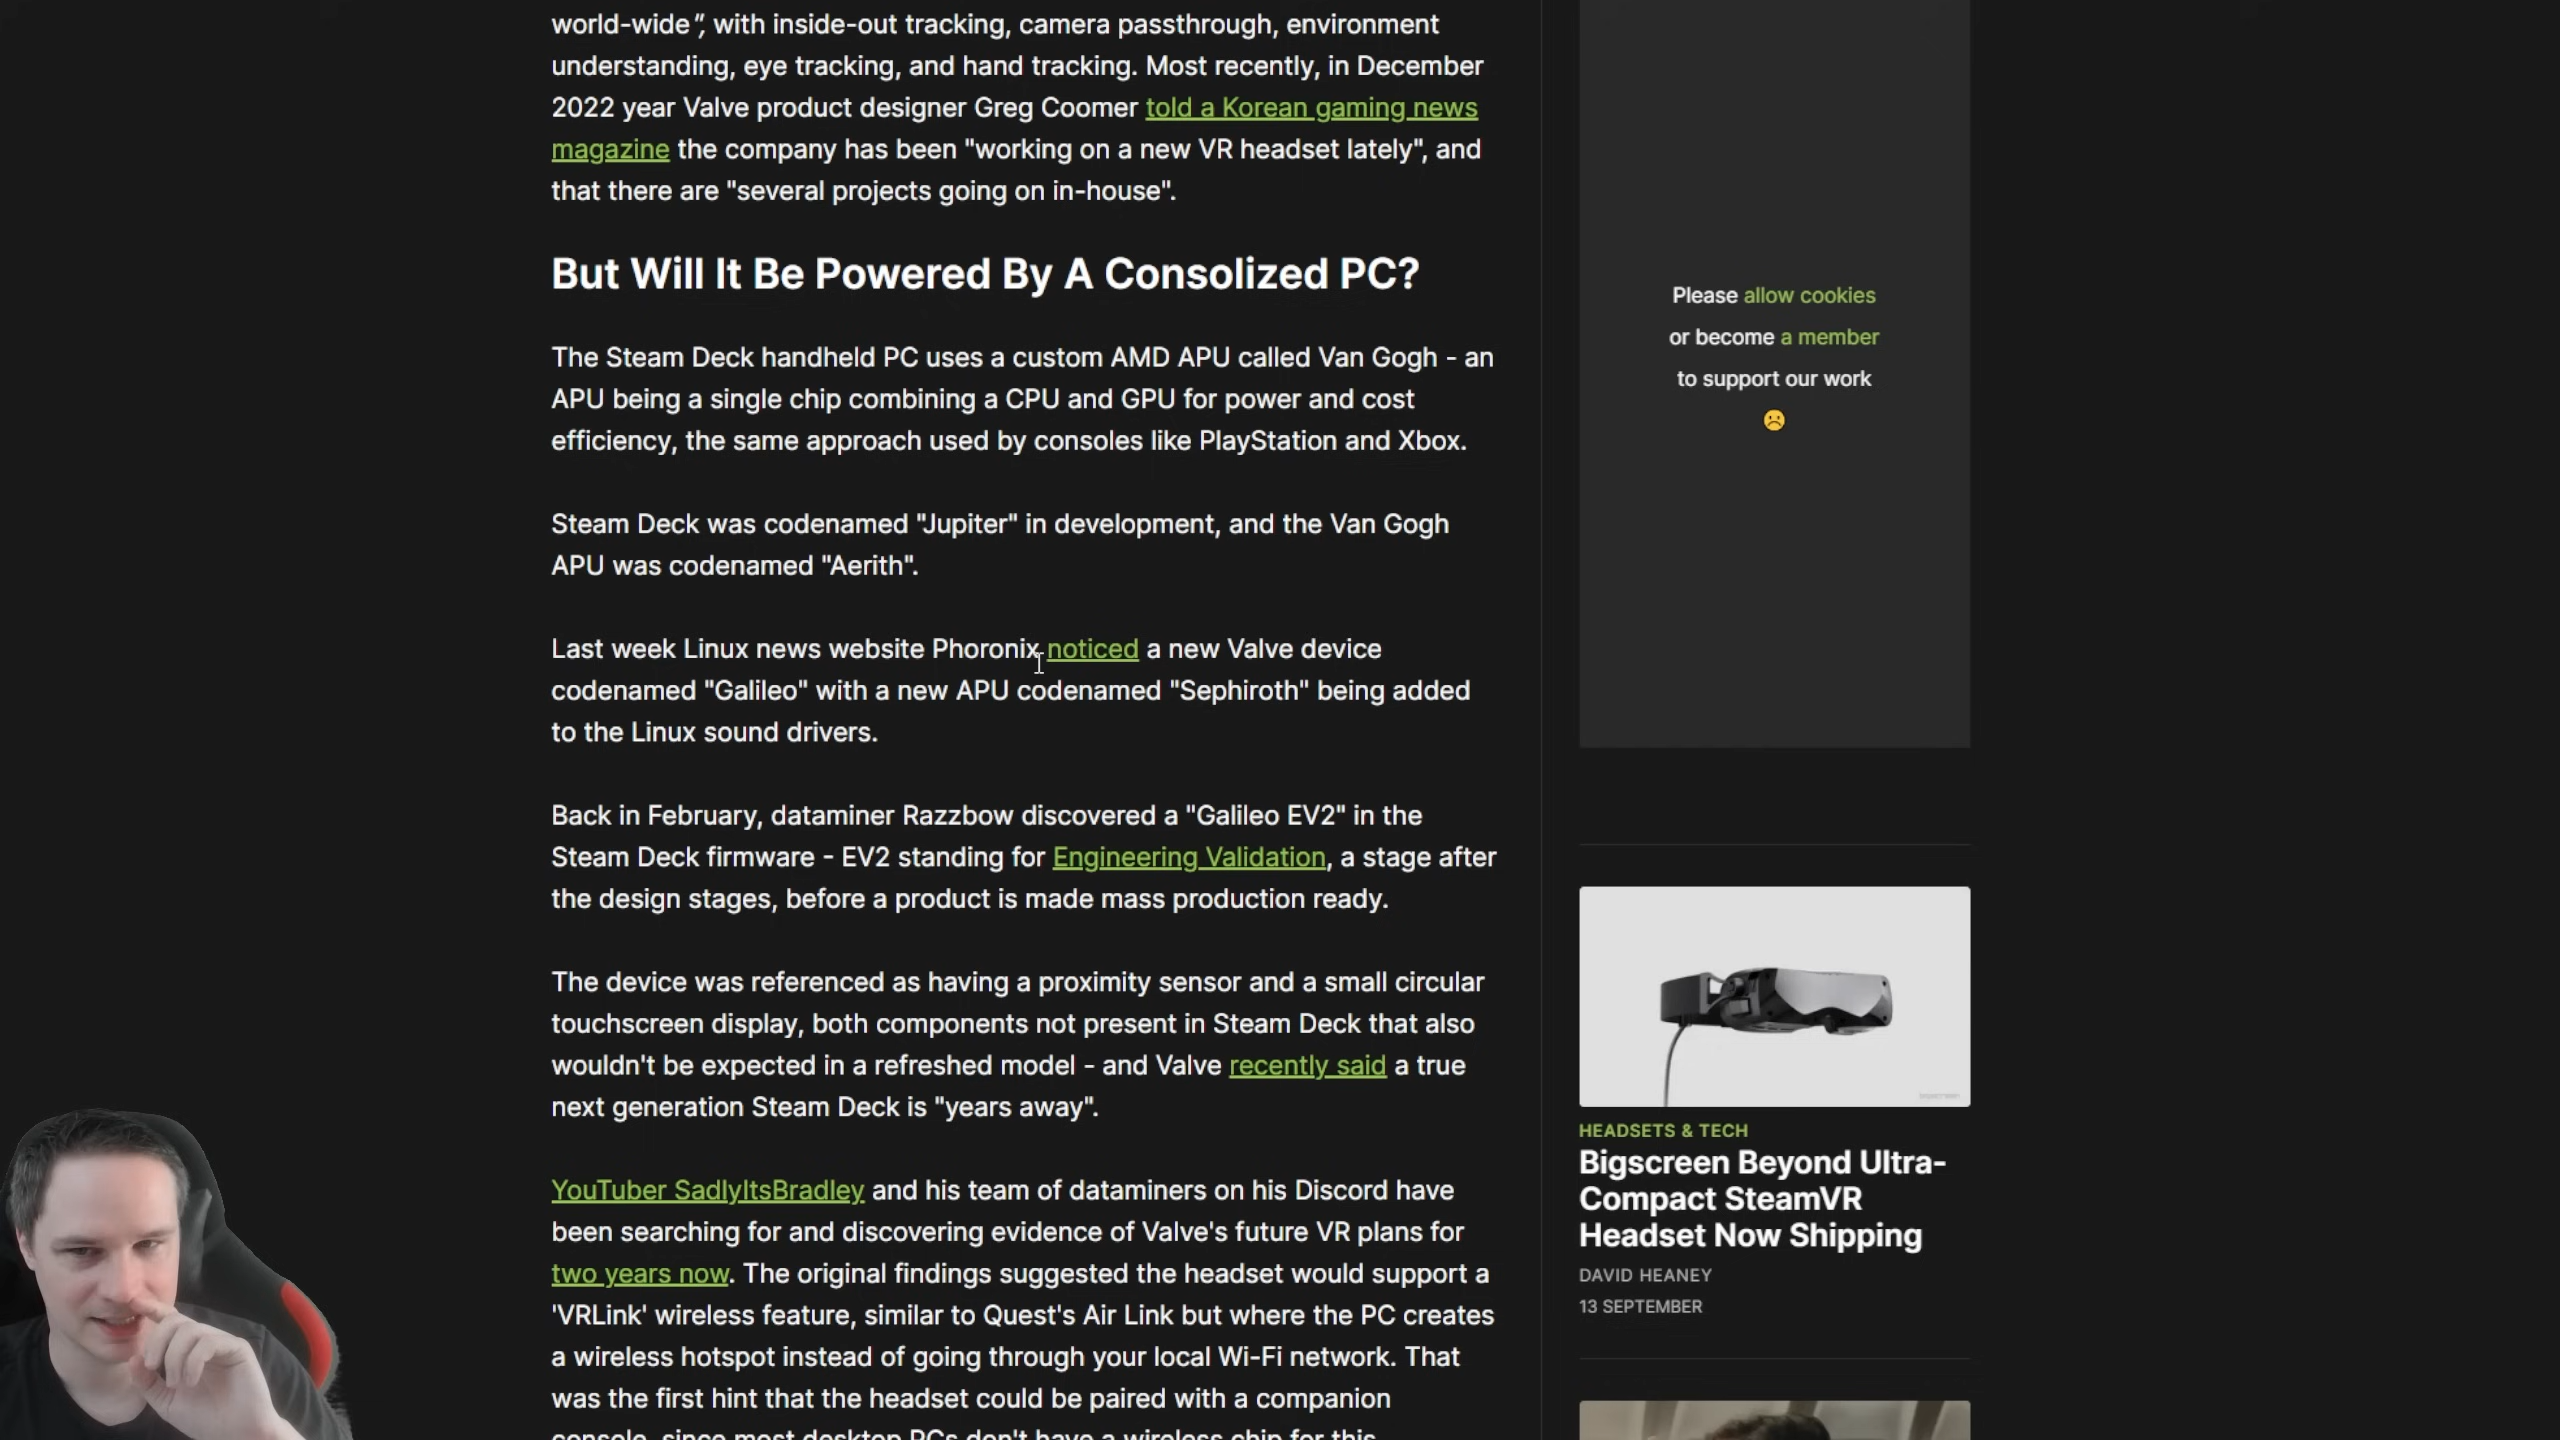 world-wide”, with inside-out tracking, camera passthrough, environment
understanding, eye tracking, and hand tracking. Most recently, in December
2022 year Valve product designer Greg Coomer told a Korean gaming news
magazine the company has been "working on a new VR headset lately", and
that there are "several projects going on in-house".
But Will It Be Powered By A Consolized PC?
The Steam Deck handheld PC uses a custom AMD APU called Van Gogh - an
APU being a single chip combining a CPU and GPU for power and cost
efficiency, the same approach used by consoles like PlayStation and Xbox.
Steam Deck was codenamed "Jupiter" in development, and the Van Gogh
APU was codenamed "Aerith".
Last week Linux news website Phoronix noticed a new Valve device
codenamed "Galileo" with a new APU codenamed "Sephiroth" being added
to the Linux sound drivers.
Back in February, dataminer Razzbow discovered a "Galileo EV2" in the
Steam Deck firmware - EV2 standing for Engineering Validation, a stage after
the design stages, before a product is made mass production ready.
The device was referenced as having a proximity sensor and a small circular
touchscreen display, both components not present in Steam Deck that also
wouldn't be expected in a refreshed model - and Valve recently said a true
next generation Steam Deck is "years away".
YouTuber SadlyItsBradley and his team of dataminers on his Discord have
been searching for and discovering evidence of Valve's future VR plans for
two years now. The original findings suggested the headset would support a
'VRLink' wireless feature, similar to Quest's Air Link but where the PC creates
a wireless hotspot instead of going through your local Wi-Fi network. That
was the first hint that the headset could be paired with a companion
console, since most desktop PCs don't have a wireless chip for this
Please allow cookies
or become a member
to support our work
HEADSETS & TECH
Bigscreen Beyond Ultra-
Compact SteamVR
Headset Now Shipping
DAVID HEANEY
13 SEPTEMBER